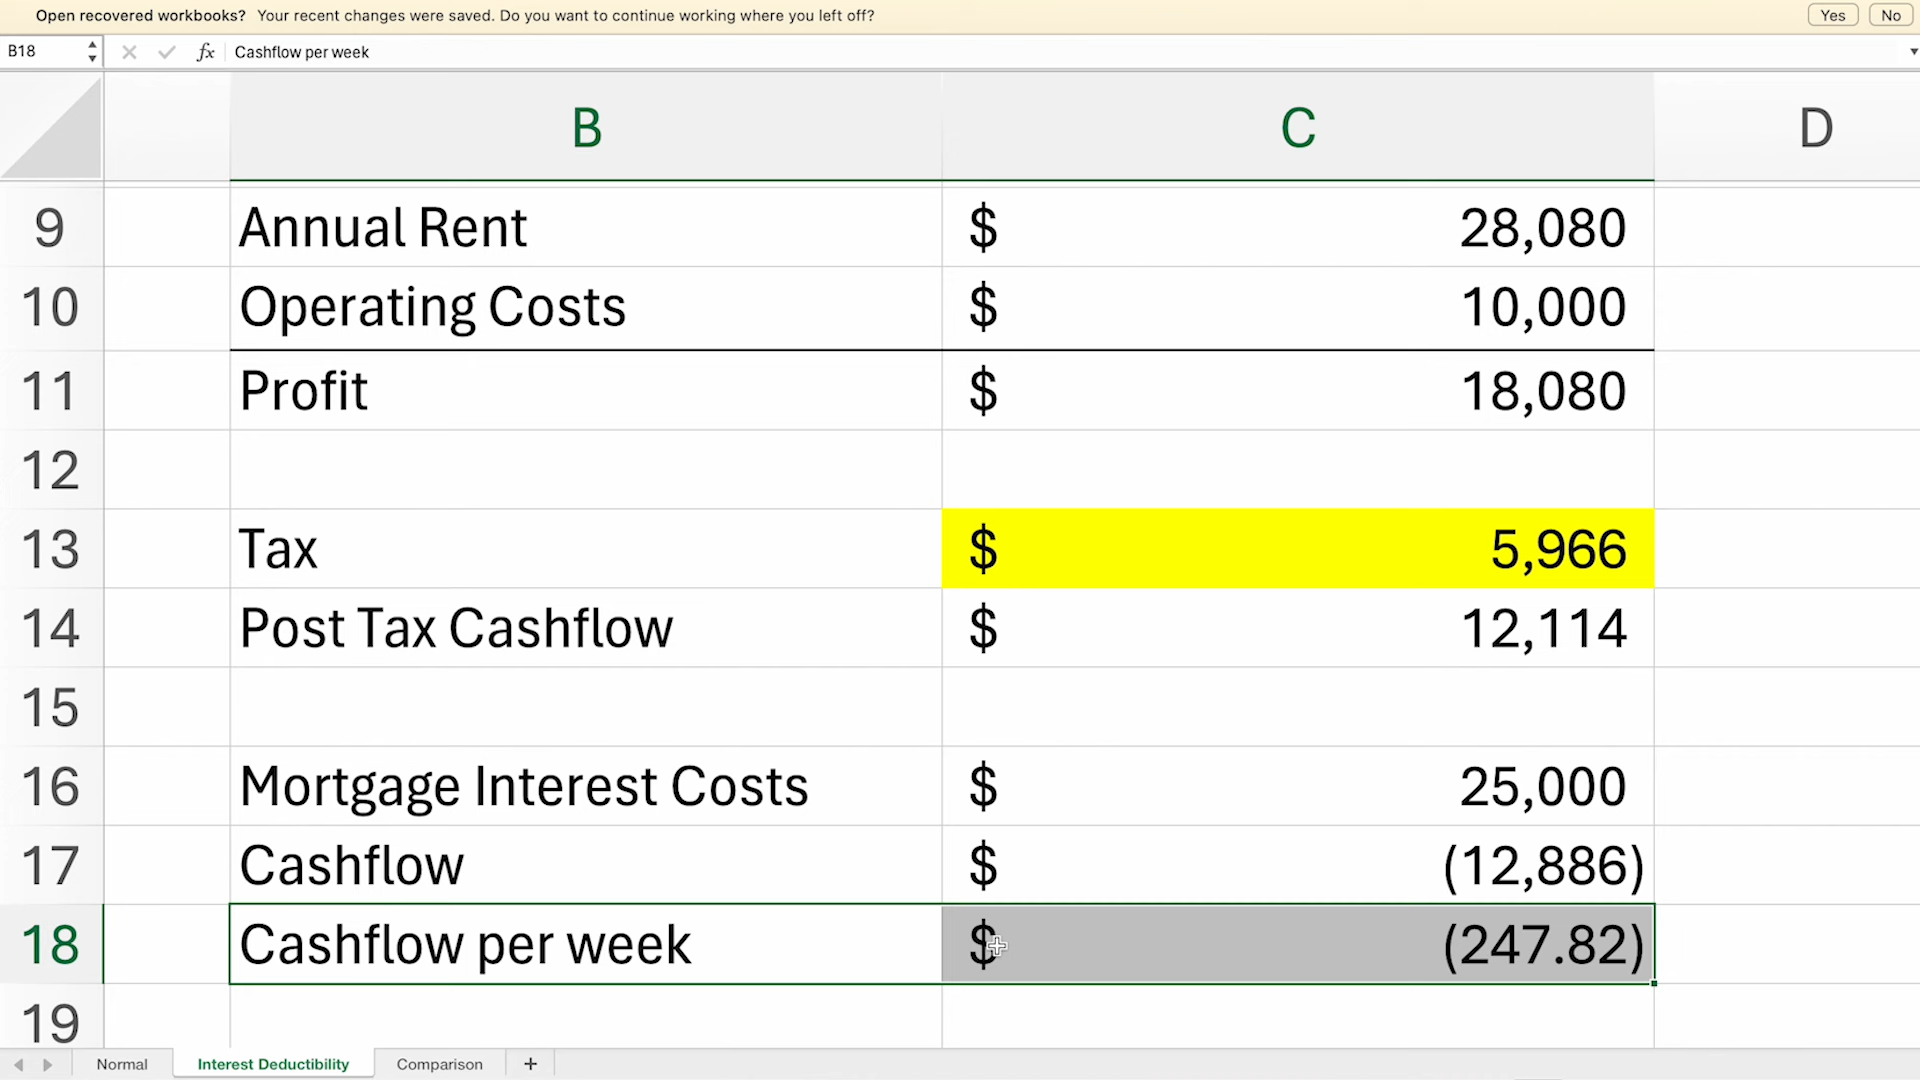 Open recovered workbooks? Your recent changes were saved. Do you want to continue working where you left off? Yes No
B18 fx Cashflow per week
B C D
9 Annual Rent $ 28,080
10 Operating Costs $ 10,000
11 Profit $ 18,080
12
13 Tax $ 5,966
14 Post Tax Cashflow $ 12,114
15
16 Mortgage Interest Costs $ 25,000
17 Cashflow $ (12,886)
18 Cashflow per week $ (247.82)
19
Normal Interest Deductibility Comparison +